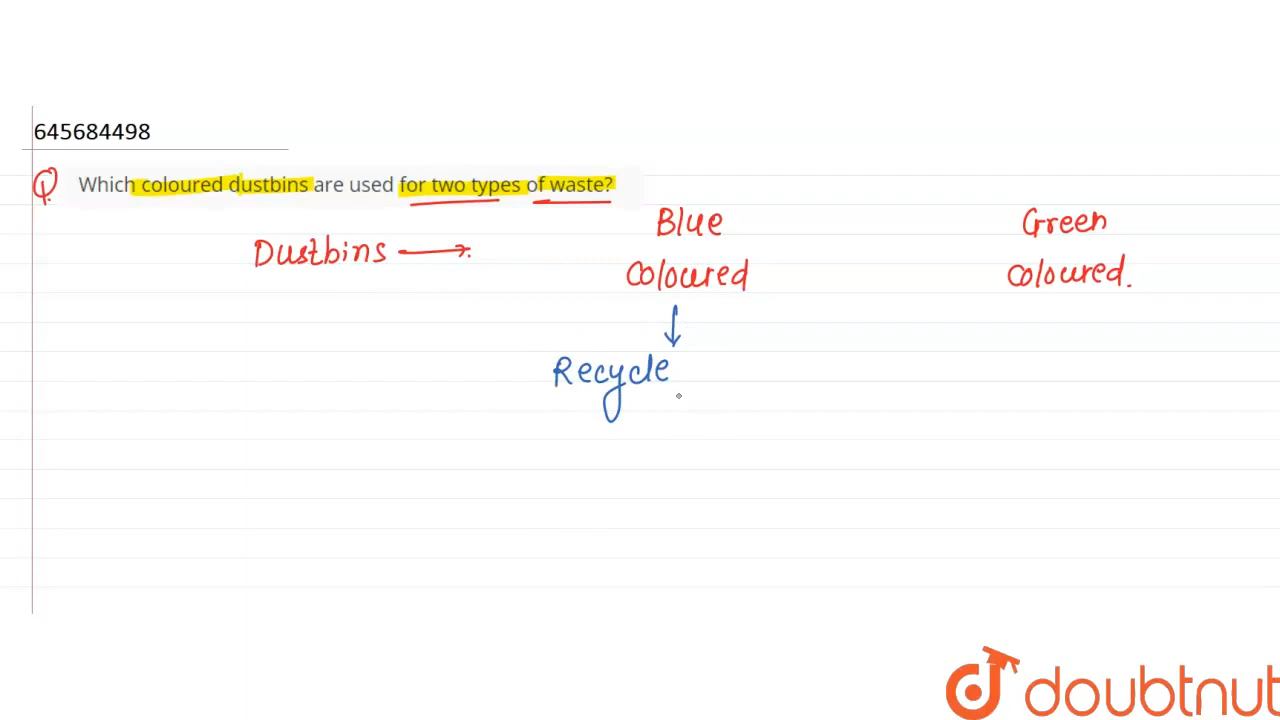 645684498
Q. Which coloured dustbins are used for two types of waste?
Dustbins → Blue Coloured Green Coloured.
↓
Recycle
doubtnut